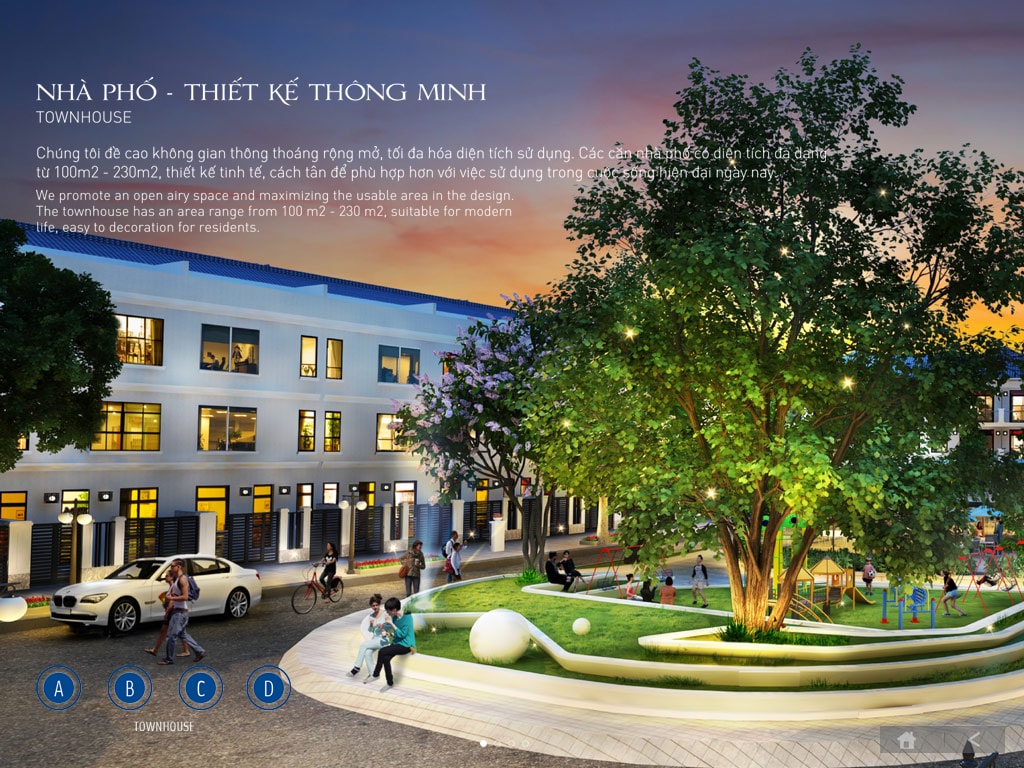 NHÀ PHỐ - THIẾT KẾ THÔNG MINH
TOWNHOUSE
Chúng tôi đề cao không gian thông thoáng rộng mở, tối đa hóa diện tích sử dụng. Các căn nhà phố có diện tích đa dạng
từ 100m2 - 230m2, thiết kế tinh tế, cách tân để phù hợp hơn với việc sử dụng trong cuộc sống hiện đại ngày nay.
We promote an open airy space and maximizing the usable area in the design.
The townhouse has an area range from 100 m2 - 230 m2, suitable for modern
life, easy to decoration for residents.
A B C D
TOWNHOUSE